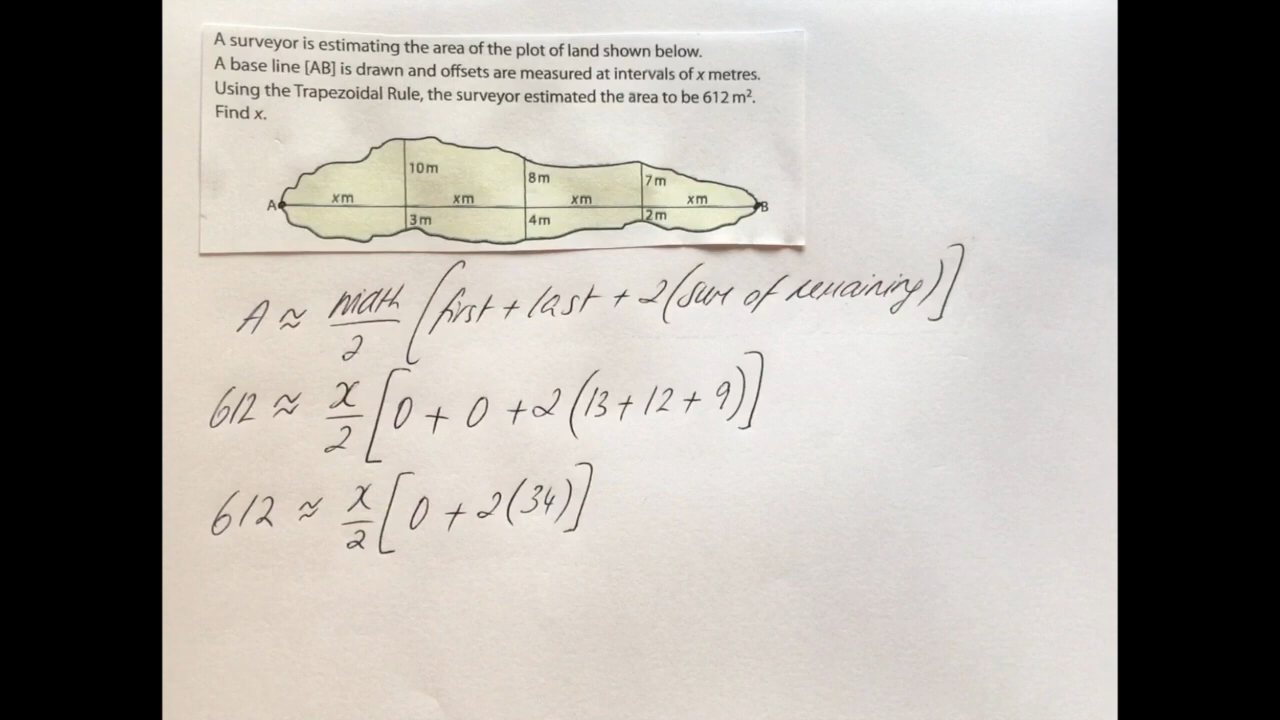 A surveyor is estimating the area of the plot of land shown below.
A base line [AB] is drawn and offsets are measured at intervals of x metres.
Using the Trapezoidal Rule, the surveyor estimated the area to be 612 m².
Find x.
10m
8m
7m
xm
xm
xm
xm
A
B
3m
4m
2m
A ≈ math/2 [first + last + 2(sum of remaining)]
612 ≈ x/2 [0 + 0 + 2(13 + 12 + 9)]
612 ≈ x/2 [0 + 2(34)]